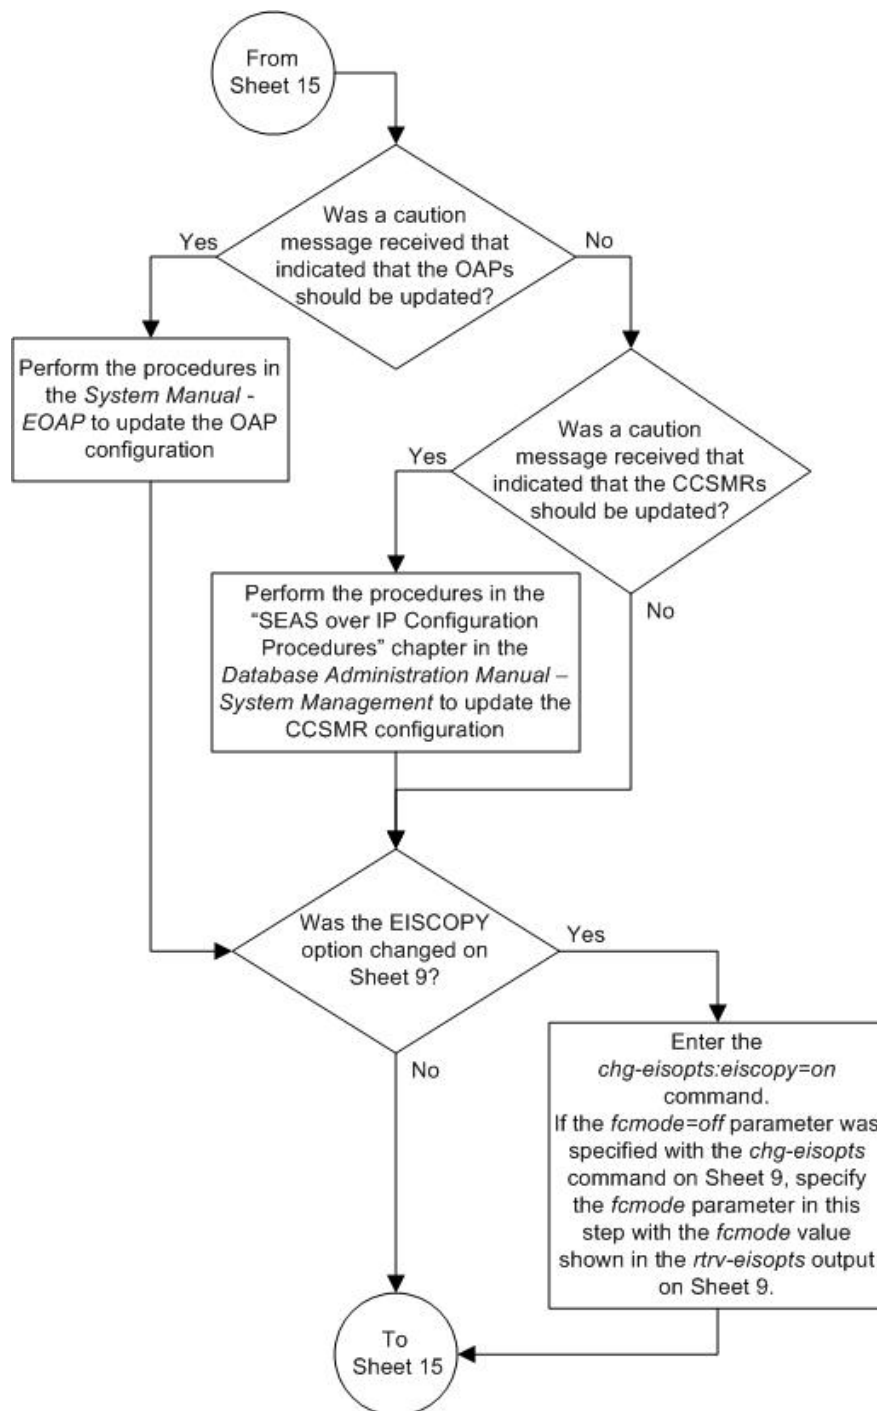 From
Sheet 15
Was a caution
message received that
indicated that the OAPs
should be updated?
Yes
No
Perform the procedures in
the System Manual -
EOAP to update the OAP
configuration
Was a caution
message received that
indicated that the CCSMRs
should be updated?
Yes
No
Perform the procedures in the
“SEAS over IP Configuration
Procedures” chapter in the
Database Administration Manual –
System Management to update the
CCSMR configuration
Was the EISCOPY
option changed on
Sheet 9?
Yes
No
Enter the
chg-eisopts:eiscopy=on
command.
If the fcmode=off parameter was
specified with the chg-eisopts
command on Sheet 9, specify
the fcmode parameter in this
step with the fcmode value
shown in the rtrv-eisopts output
on Sheet 9.
To
Sheet 15